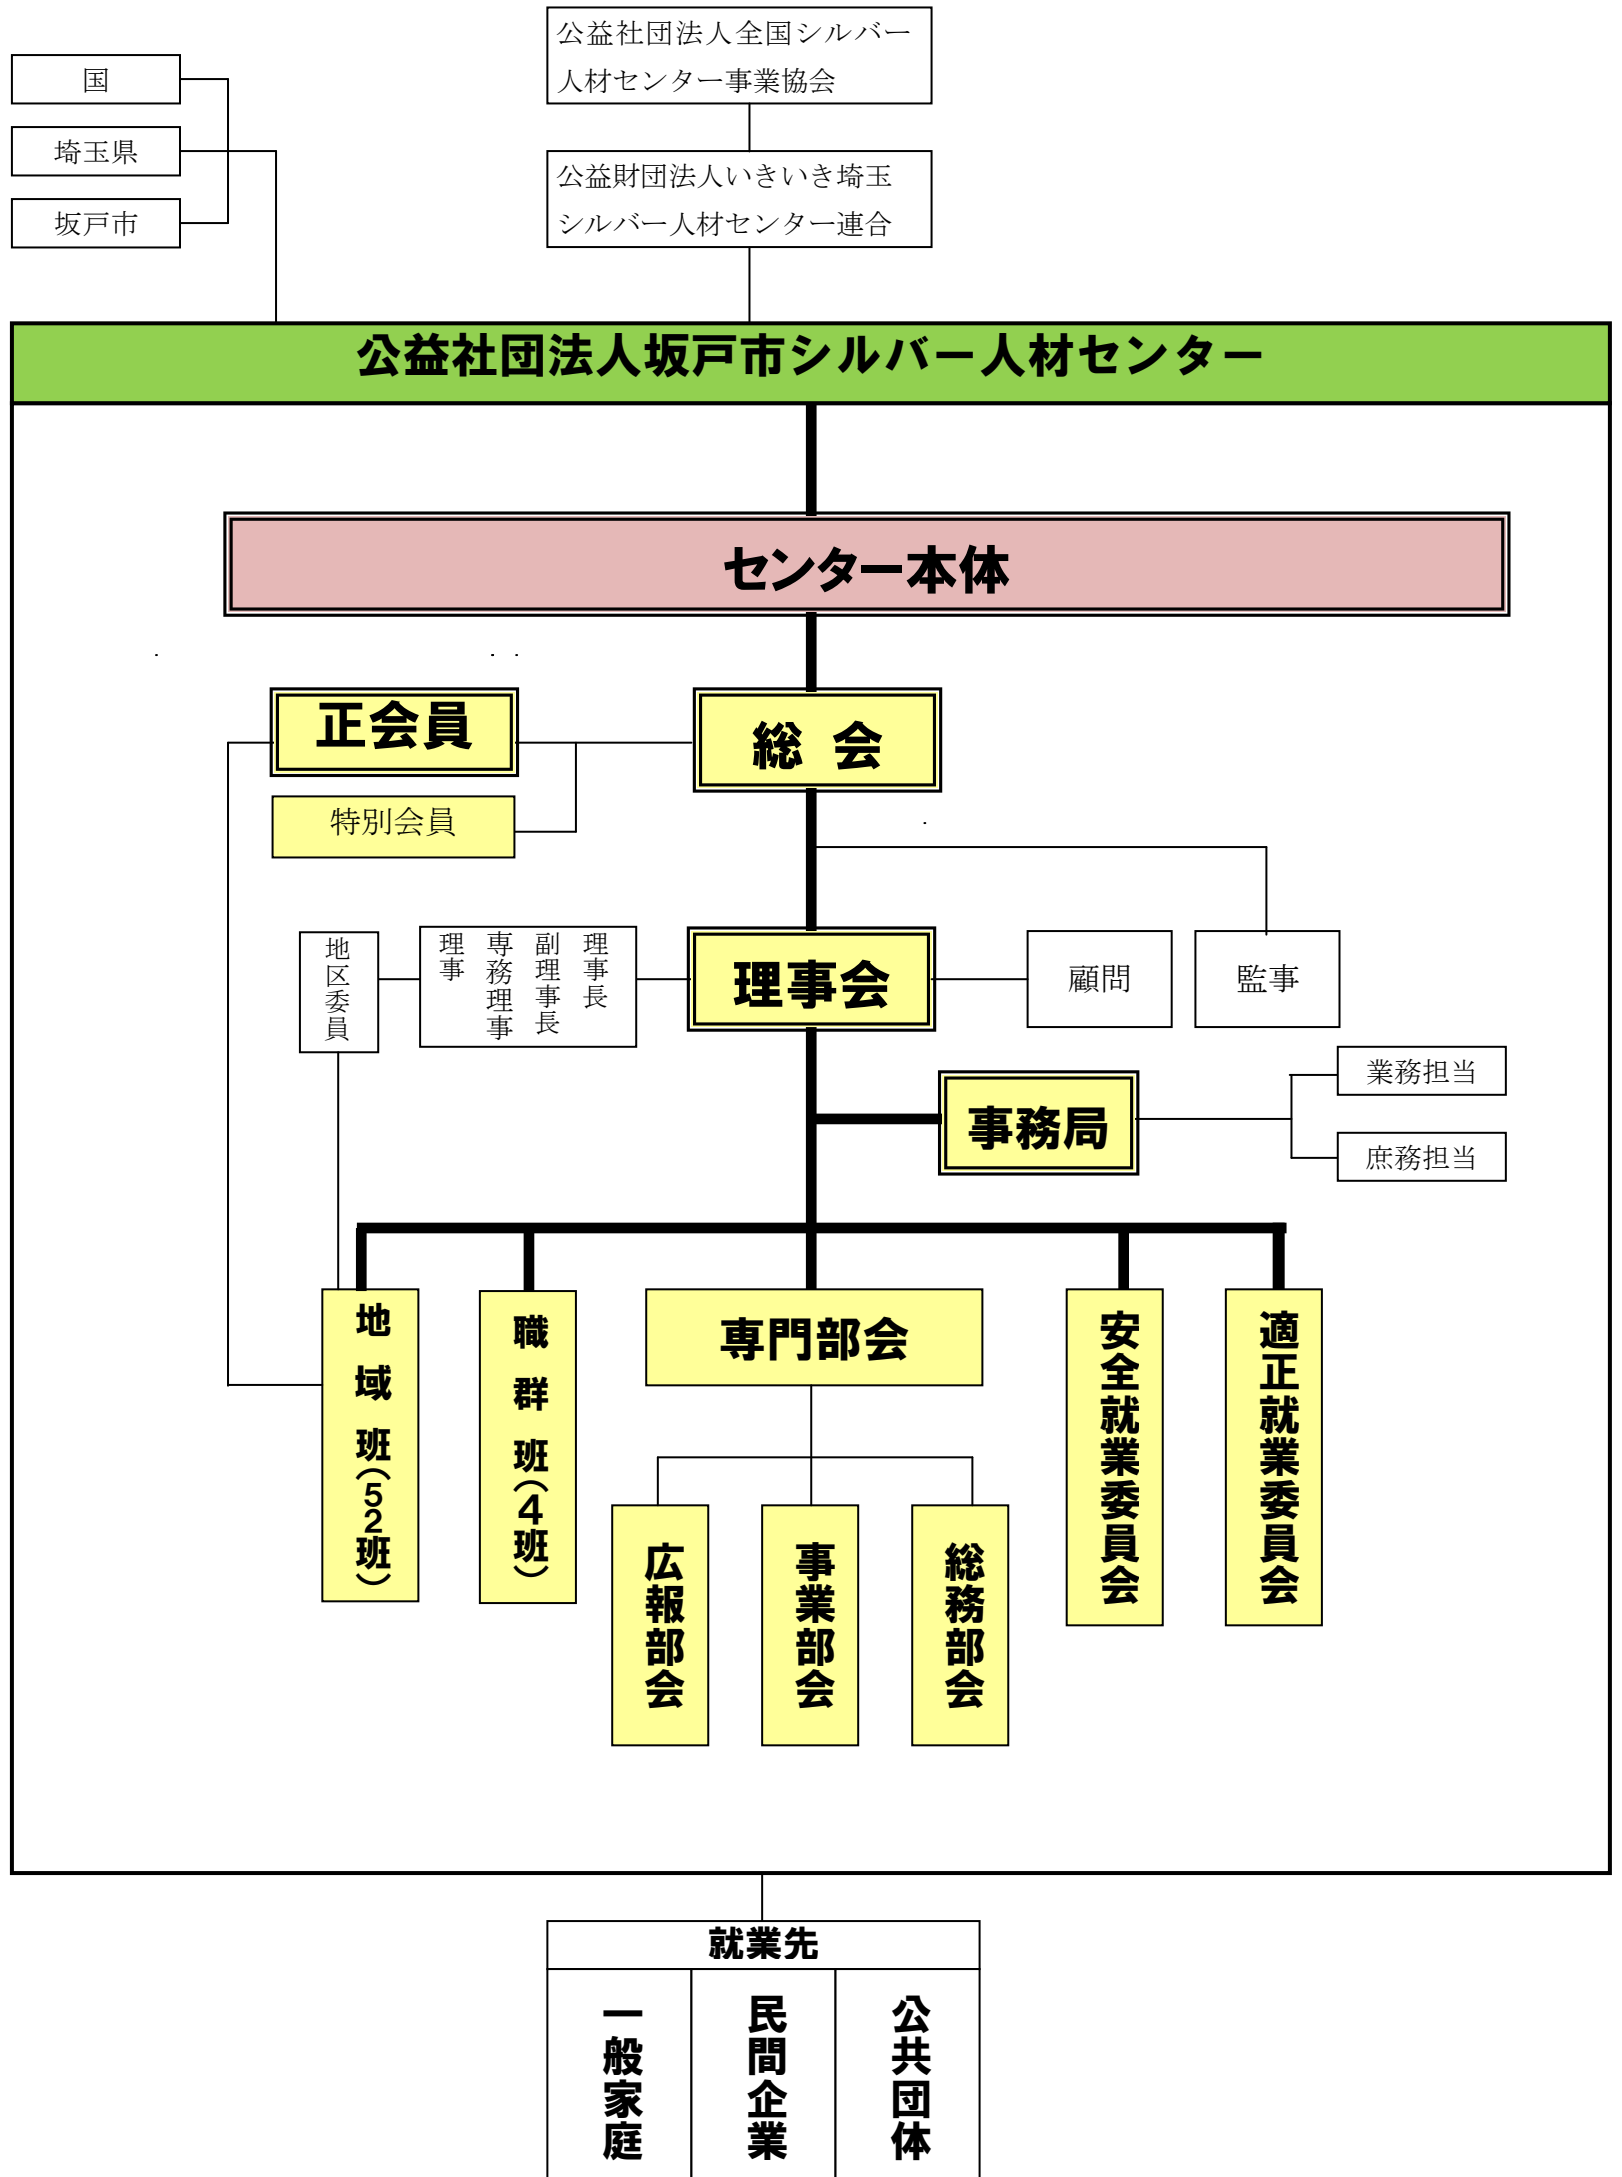 公益社団法人全国シルバー
人材センター事業協会
国
埼玉県
坂戸市
公益財団法人いきいき埼玉
シルバー人材センター連合
公益社団法人坂戸市シルバー人材センター
センター本体
正会員
総 会
特別会員
地区委員
理事長
副理事長
専務理事
理事
理事会
顧問
監事
事務局
業務担当
庶務担当
地域班(52班)
職群班(4班)
専門部会
安全就業委員会
適正就業委員会
広報部会
事業部会
総務部会
就業先
一般家庭
民間企業
公共団体